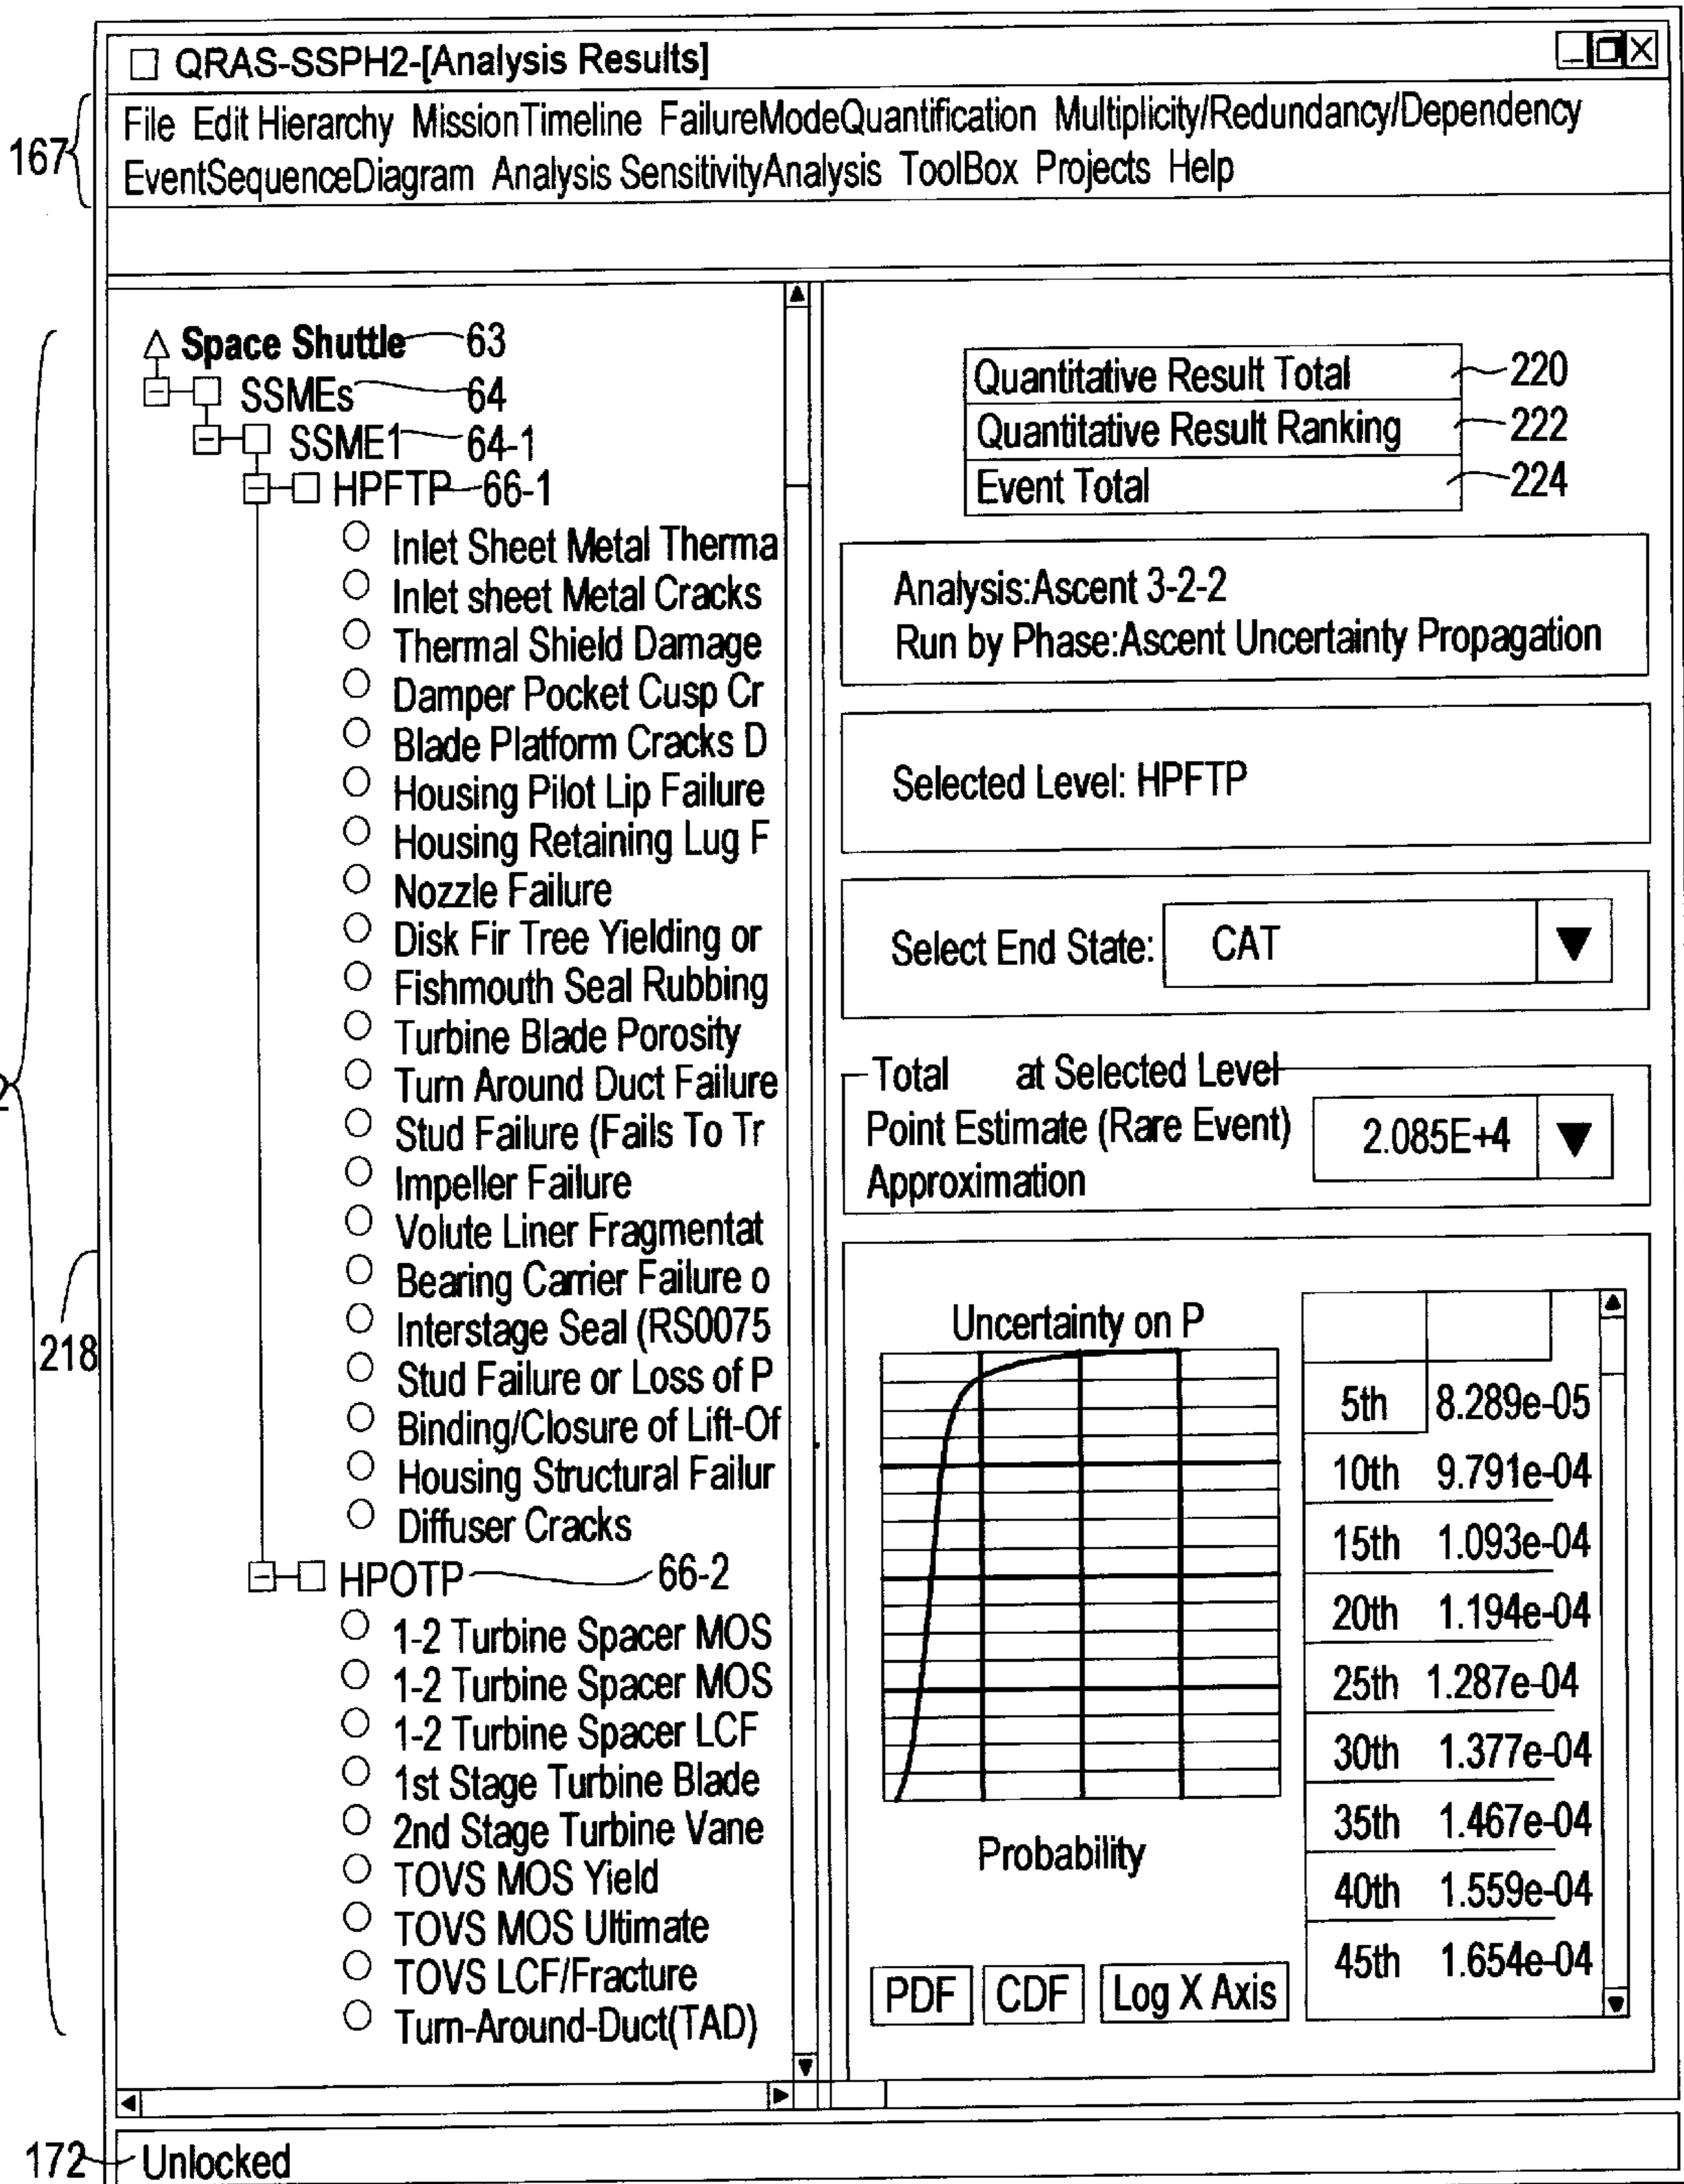 QRAS-SSPH2-[Analysis Results]
167
File Edit Hierarchy MissionTimeline FailureModeQuantification Multiplicity/Redundancy/Dependency
EventSequenceDiagram Analysis SensitivityAnalysis ToolBox Projects Help
Space Shuttle 63
SSMEs 64
SSME1 64-1
HPFTP 66-1
Inlet Sheet Metal Therma
Inlet sheet Metal Cracks
Thermal Shield Damage
Damper Pocket Cusp Cr
Blade Platform Cracks D
Housing Pilot Lip Failure
Housing Retaining Lug F
Nozzle Failure
Disk Fir Tree Yielding or
Fishmouth Seal Rubbing
Turbine Blade Porosity
Turn Around Duct Failure
Stud Failure (Fails To Tr
Impeller Failure
Volute Liner Fragmentat
Bearing Carrier Failure o
Interstage Seal (RS0075
Stud Failure or Loss of P
Binding/Closure of Lift-Of
Housing Structural Failur
Diffuser Cracks
HPOTP 66-2
1-2 Turbine Spacer MOS
1-2 Turbine Spacer MOS
1-2 Turbine Spacer LCF
1st Stage Turbine Blade
2nd Stage Turbine Vane
TOVS MOS Yield
TOVS MOS Ultimate
TOVS LCF/Fracture
Turn-Around-Duct(TAD)
218
Quantitative Result Total 220
Quantitative Result Ranking 222
Event Total 224
Analysis:Ascent 3-2-2
Run by Phase:Ascent Uncertainty Propagation
Selected Level: HPFTP
Select End State: CAT
Total at Selected Level
Point Estimate (Rare Event) 2.085E+4
Approximation
Uncertainty on P
Probability
PDF CDF Log X Axis
5th 8.289e-05
10th 9.791e-04
15th 1.093e-04
20th 1.194e-04
25th 1.287e-04
30th 1.377e-04
35th 1.467e-04
40th 1.559e-04
45th 1.654e-04
172 Unlocked